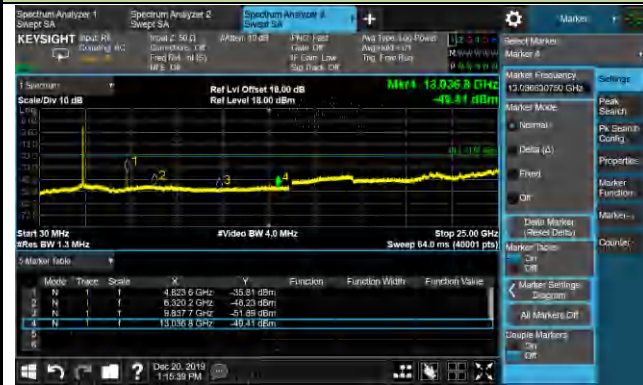 Spectrum Analyzer 1
Swept SA
Spectrum Analyzer 2
Swept SA
Spectrum Analyzer 3
Swept SA
+
Marker
KEYSIGHT
Input: RF
Coupling: AC
Input Z: 50 Ω
Corrections: Off
Freq Ref: Int (S)
NFE: Off
Atten: 10 dB
PNO: Fast
Gate: Off
IF Gain: Low
Sig Track: Off
Avg Type: Log-Power
Trig: Free Run
Select Marker
Marker 4
1 Spectrum
Scale/Div 10 dB
Ref Lvl Offset 18.00 dB
Ref Level 18.00 dBm
Mkr4 13.036 8 GHz
-49.41 dBm
Marker Frequency
13.036830750 GHz
Settings
Marker Mode
Normal
Delta (Δ)
Fixed
Off
Peak
Search
Pk Search
Config
Properties
Marker
Function
Marker→
Counter
1
2
3
4
Start 30 MHz
#Res BW 1.3 MHz
#Video BW 4.0 MHz
Stop 25.00 GHz
Sweep 64.0 ms (40001 pts)
Delta Marker
(Reset Delta)
Marker Table
On
Off
Marker Settings
Diagram
All Markers Off
Couple Markers
On
Off
5 Marker Table
Mode Trace Scale X Y Function Function Width Function Value
1 N 1 f 4.823 6 GHz -35.81 dBm
2 N 1 f 6.320 2 GHz -48.23 dBm
3 N 1 f 9.837 7 GHz -51.89 dBm
4 N 1 f 13.036 8 GHz -49.41 dBm
5
6
?
Dec 20, 2019
1:15:39 PM